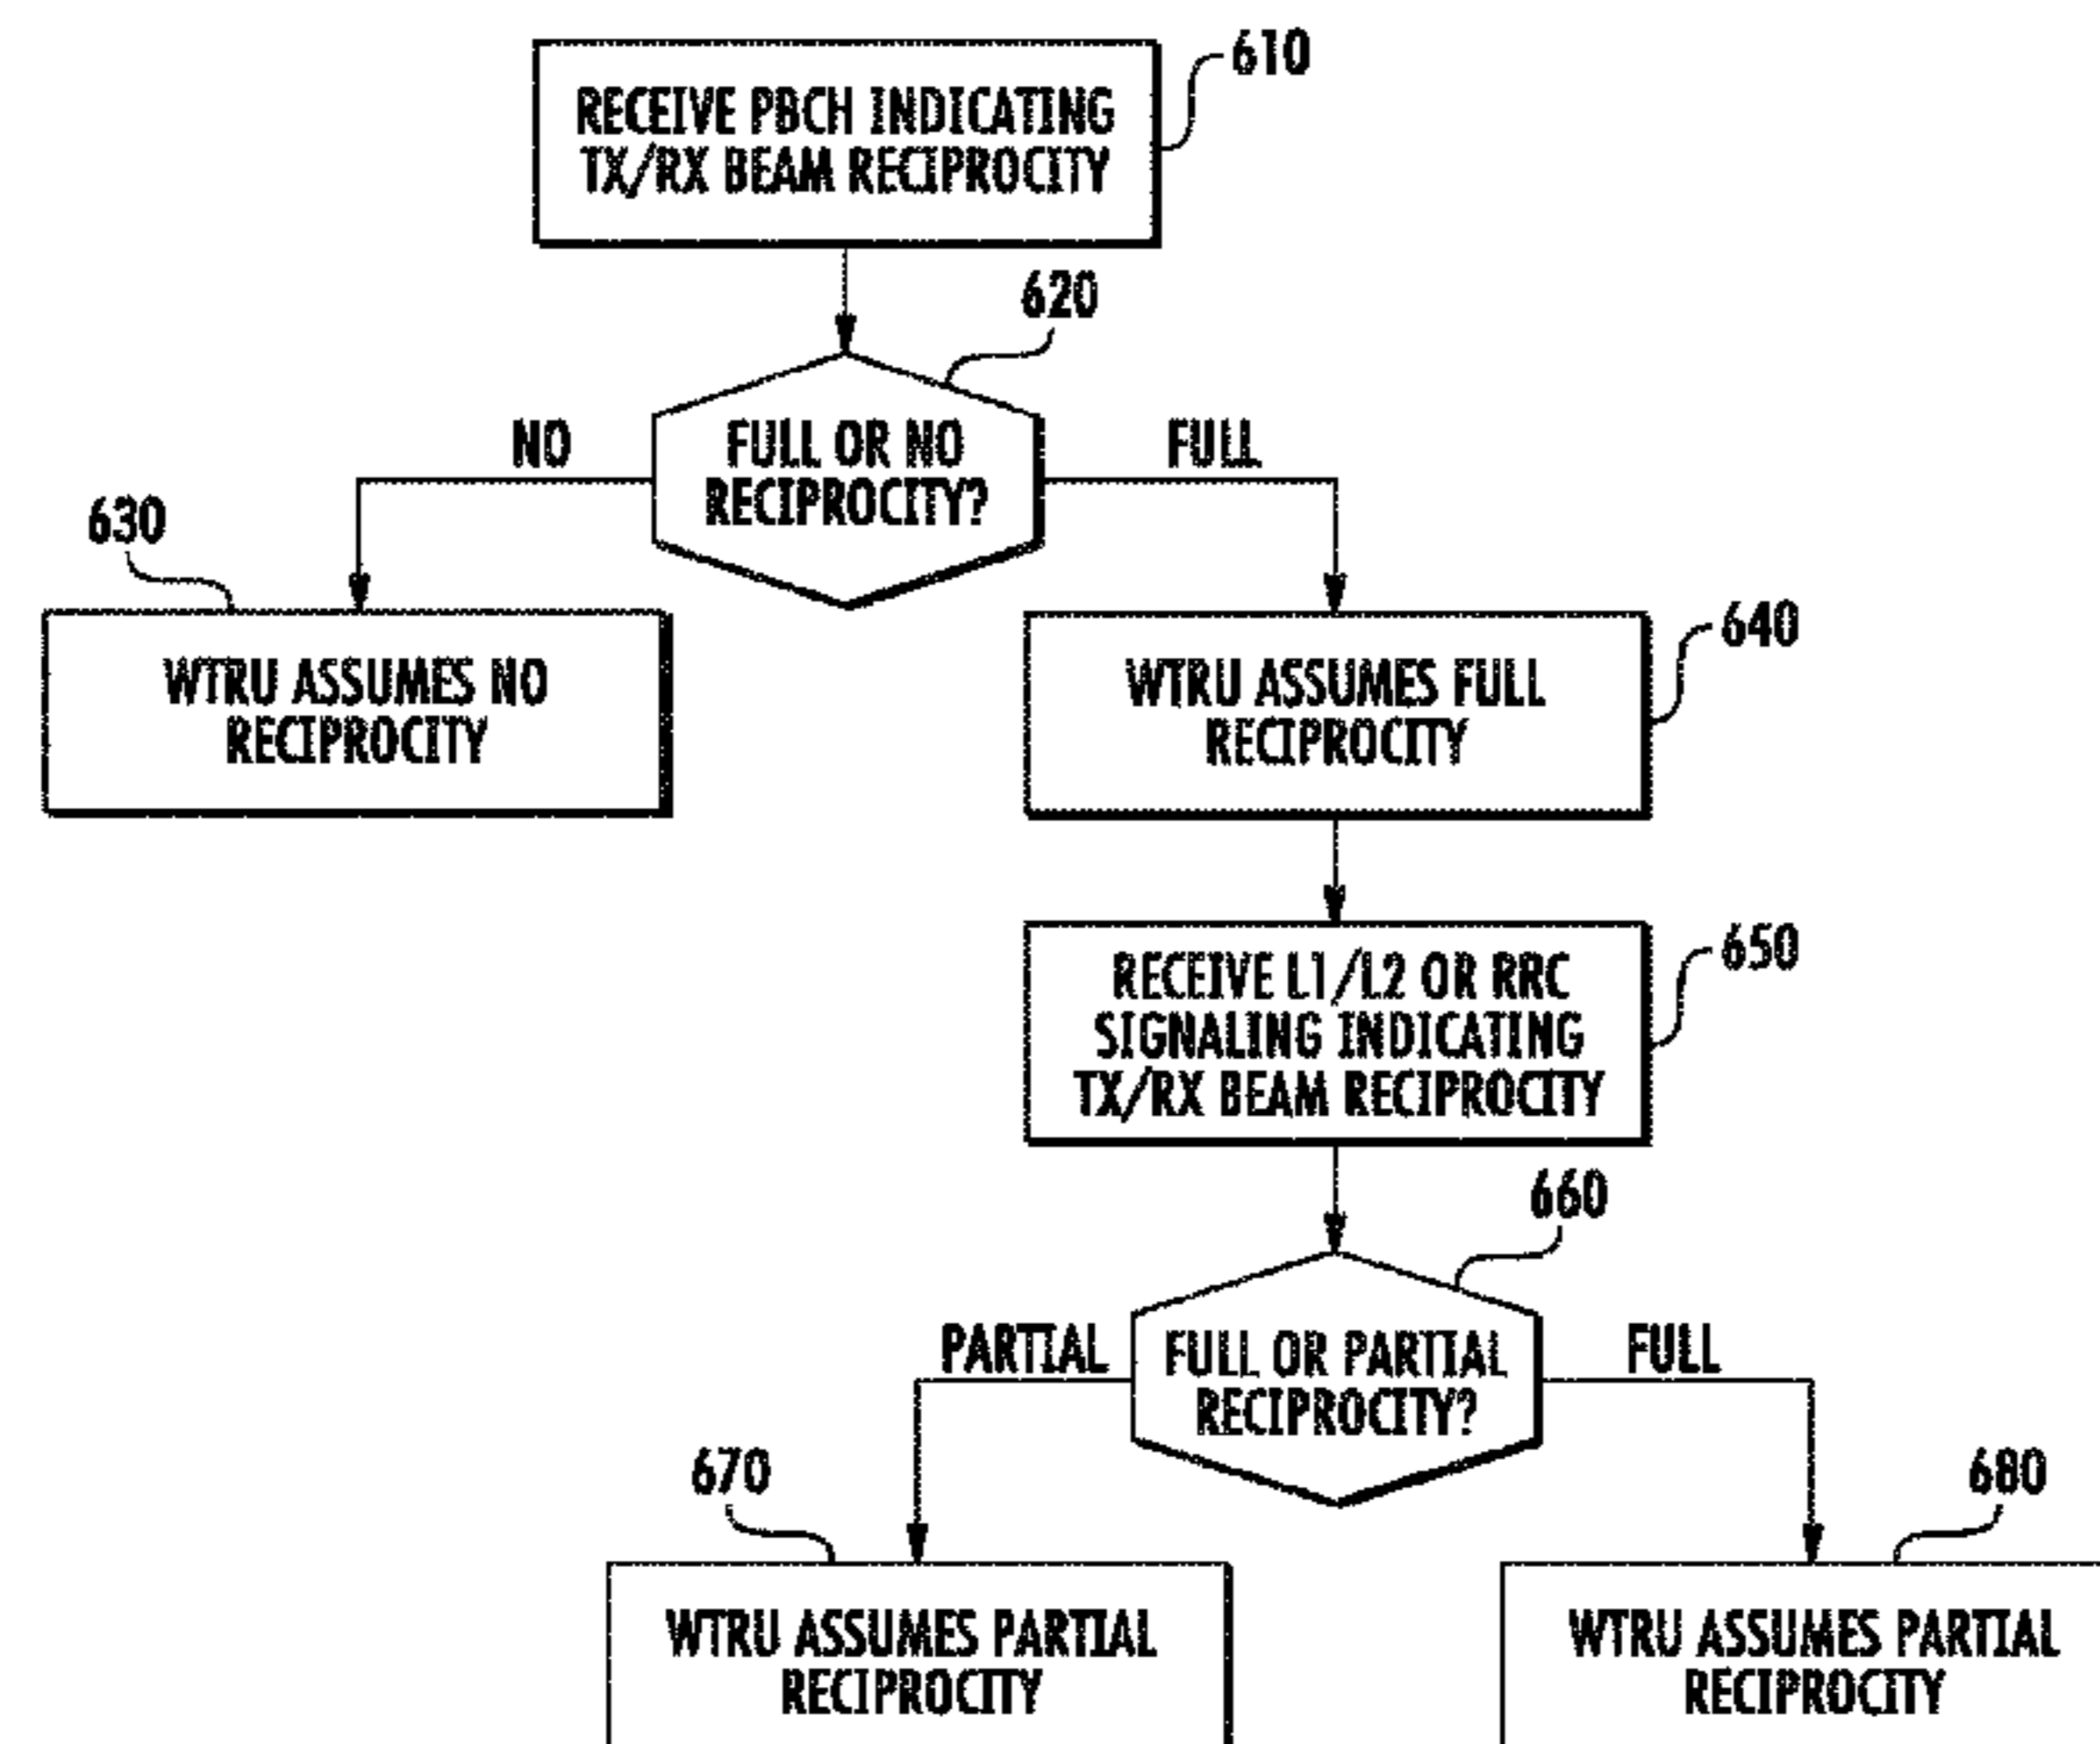 610
RECEIVE PBCH INDICATING
TX/RX BEAM RECIPROCITY
620
NO
FULL OR NO
RECIPROCITY?
FULL
630
WTRU ASSUMES NO
RECIPROCITY
640
WTRU ASSUMES FULL
RECIPROCITY
650
RECEIVE L1/L2 OR RRC
SIGNALING INDICATING
TX/RX BEAM RECIPROCITY
660
PARTIAL
FULL OR PARTIAL
RECIPROCITY?
FULL
670
WTRU ASSUMES PARTIAL
RECIPROCITY
680
WTRU ASSUMES PARTIAL
RECIPROCITY